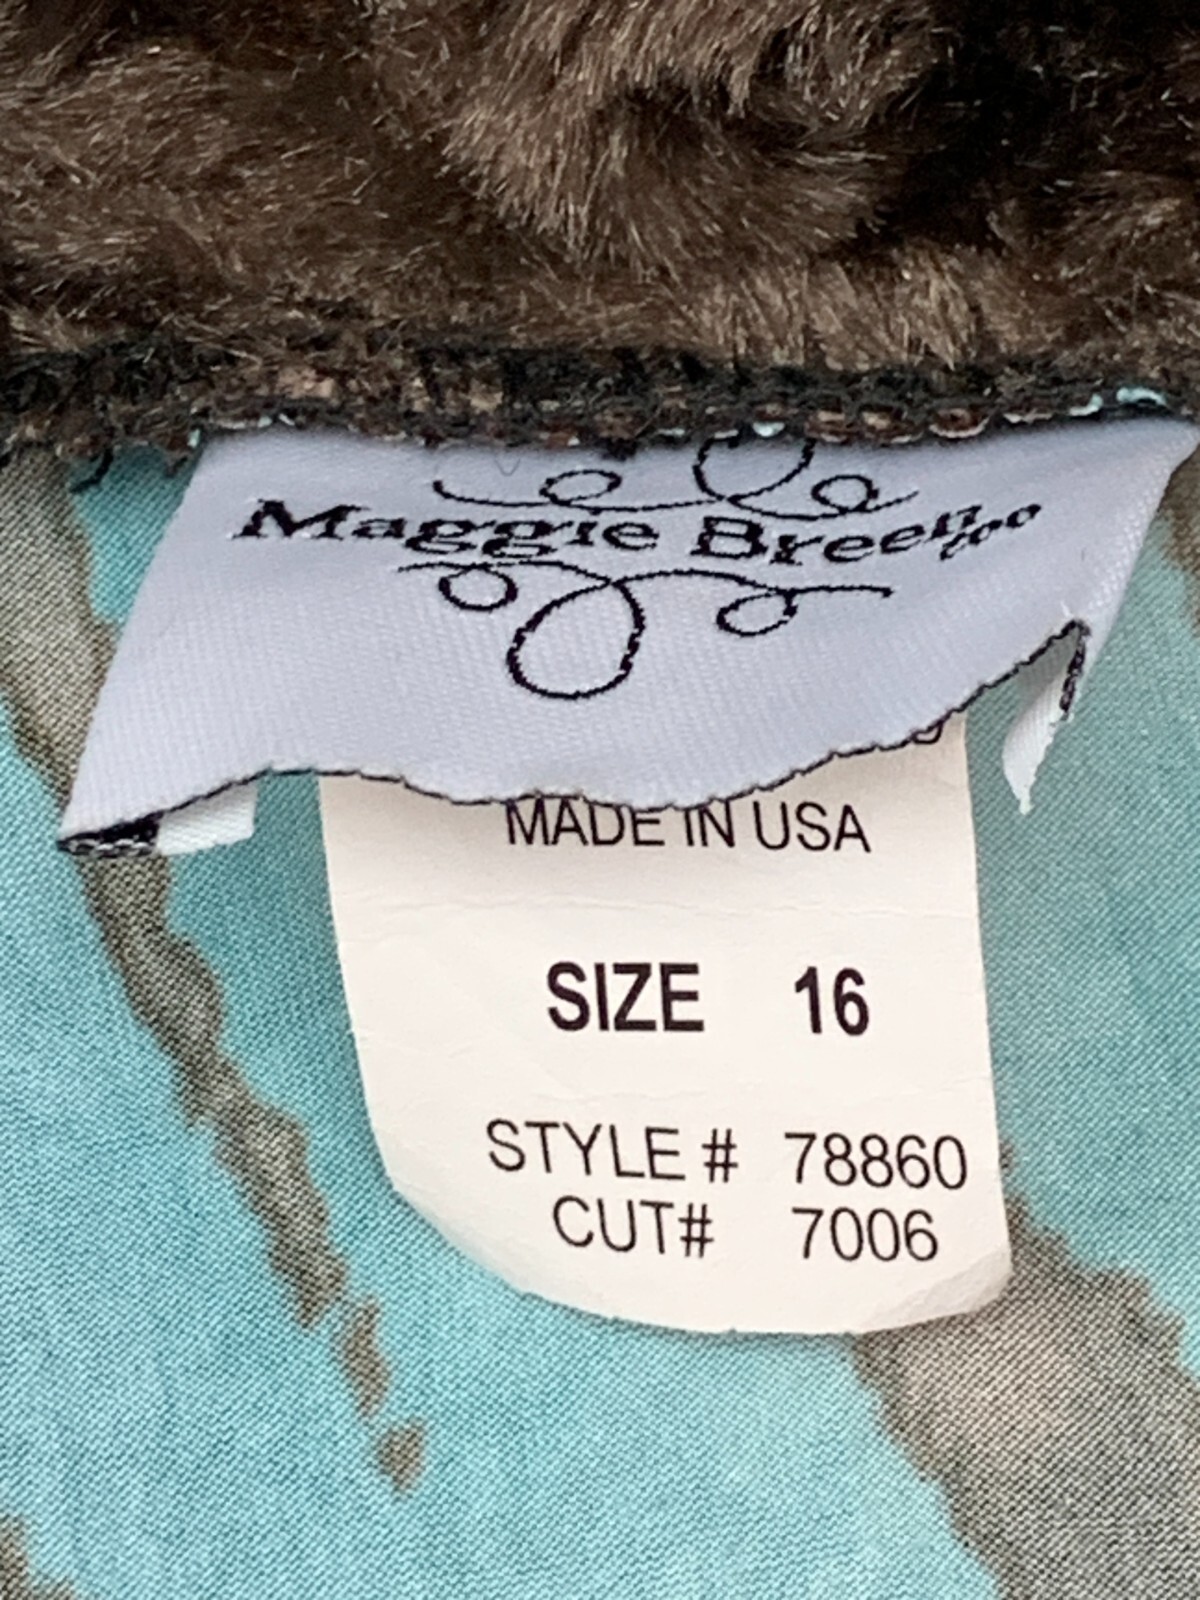 Maggie Breen too
MADE IN USA
SIZE 16
STYLE # 78860
CUT# 7006